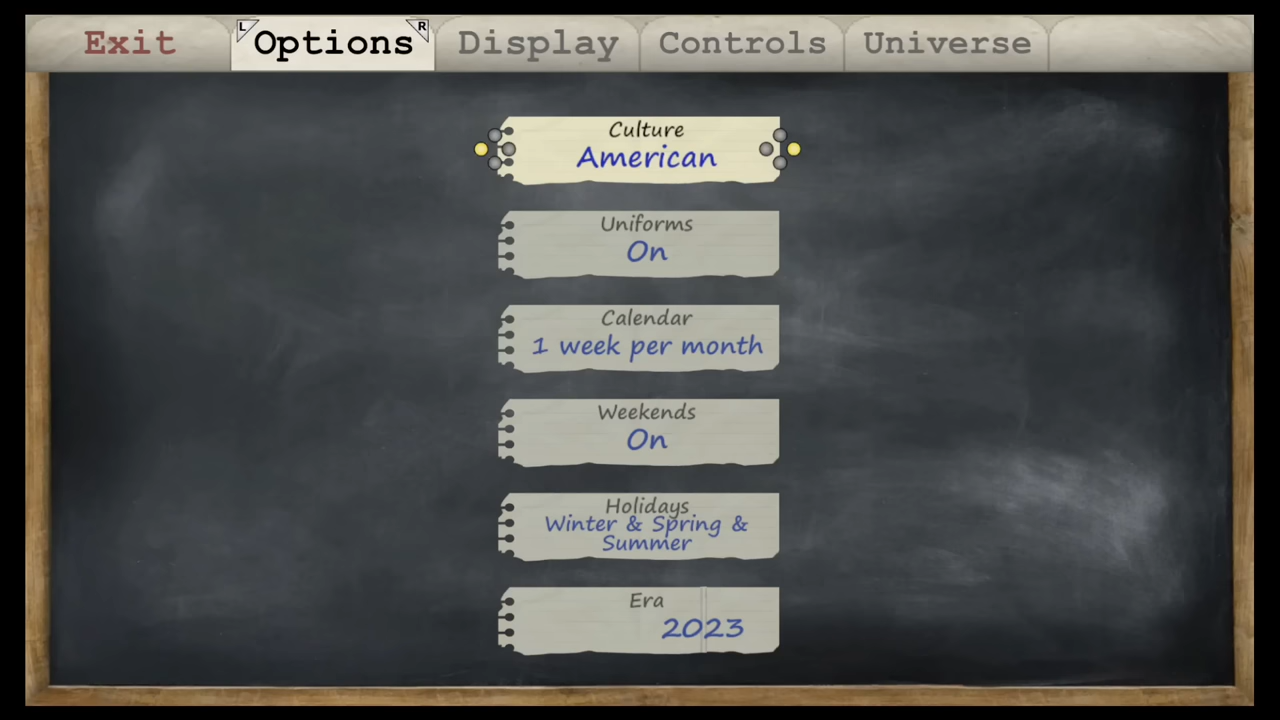 Exit L Options R Display Controls Universe
Culture
American
Uniforms
On
Calendar
1 week per month
Weekends
On
Holidays
Winter & Spring &
Summer
Era
2023